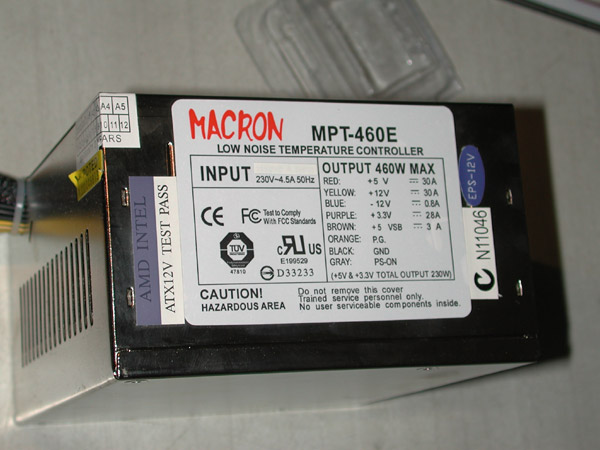 A4 A5
10 11 12
ARS
AMD INTEL
ATX12V TEST PASS
MACRON MPT-460E
LOW NOISE TEMPERATURE CONTROLLER
INPUT 230V~4.5A 50Hz
CE FC Test to Comply
With FCC Standards
TÜV
47810
c RU US
E199529
D33233
OUTPUT 460W MAX
RED: +5 V 30A
YELLOW: +12V 30A
BLUE: -12V 0.8A
PURPLE: +3.3V 28A
BROWN: +5 VSB 3 A
ORANGE: P.G.
BLACK: GND
GRAY: PS-ON
(+5V & +3.3V TOTAL OUTPUT 230W)
CAUTION!
HAZARDOUS AREA
Do not remove this cover
Trained service personnel only.
No user serviceable components inside.
EPS-12V
N11046